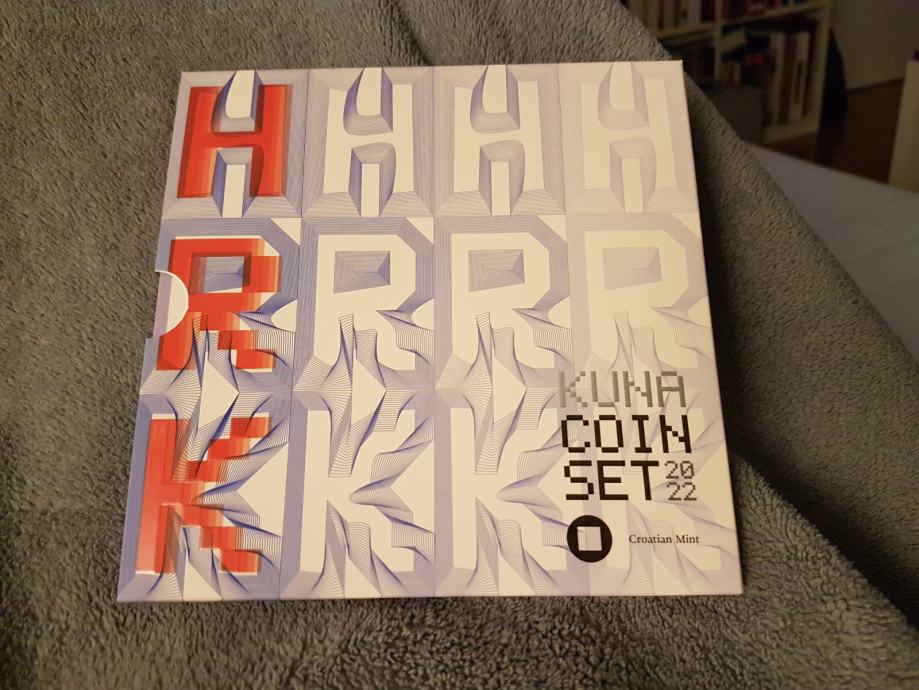 H H H H
R R R R
K K K K
KUNA
COIN
SET 20
22
Croatian Mint